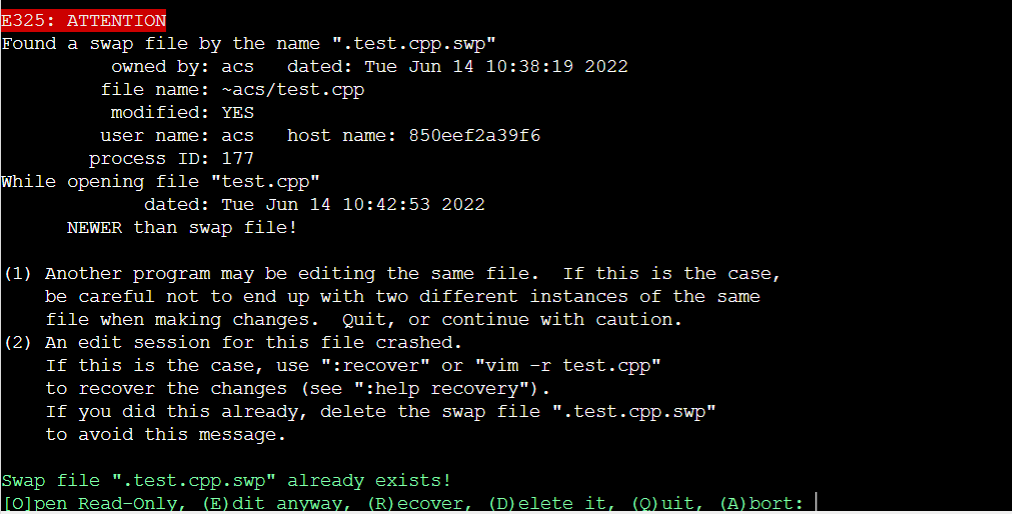 E325: ATTENTION
Found a swap file by the name ".test.cpp.swp"
          owned by: acs   dated: Tue Jun 14 10:38:19 2022
         file name: ~acs/test.cpp
          modified: YES
         user name: acs   host name: 850eef2a39f6
        process ID: 177
While opening file "test.cpp"
             dated: Tue Jun 14 10:42:53 2022
      NEWER than swap file!

(1) Another program may be editing the same file.  If this is the case,
    be careful not to end up with two different instances of the same
    file when making changes.  Quit, or continue with caution.
(2) An edit session for this file crashed.
    If this is the case, use ":recover" or "vim -r test.cpp"
    to recover the changes (see ":help recovery").
    If you did this already, delete the swap file ".test.cpp.swp"
    to avoid this message.

Swap file ".test.cpp.swp" already exists!
[O]pen Read-Only, (E)dit anyway, (R)ecover, (D)elete it, (Q)uit, (A)bort: